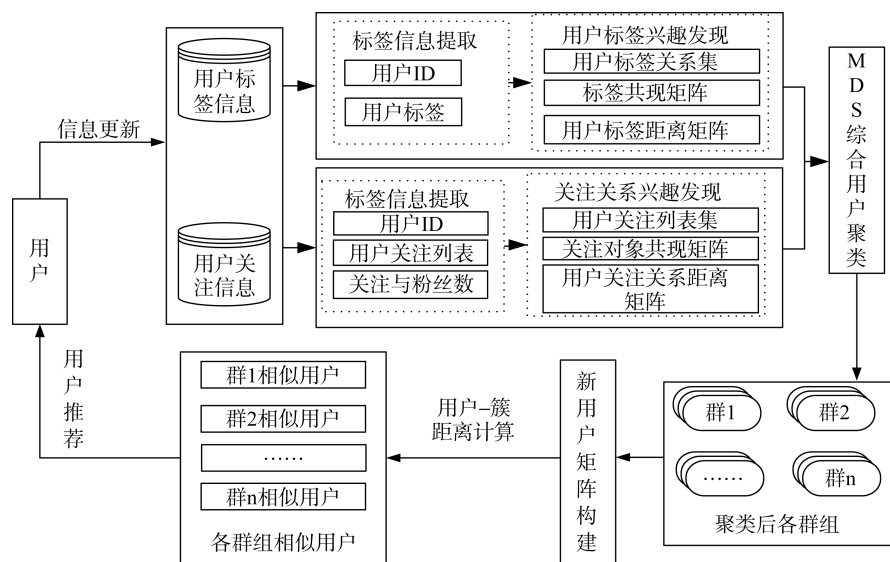 用户
信息更新
用户标
签信息
用户关
注信息
标签信息提取
用户ID
用户标签
用户标签兴趣发现
用户标签关系集
标签共现矩阵
用户标签距离矩阵
标签信息提取
用户ID
用户关注列表
关注与粉丝数
关注关系兴趣发现
用户关注列表集
关注对象共现矩阵
用户关注关系距离
矩阵
MDS综合用户聚类
群1
群2
……
群n
聚类后各群组
新用户矩阵构建
用户–簇
距离计算
群1相似用户
群2相似用户
……
群n相似用户
各群组相似用户
用户推荐